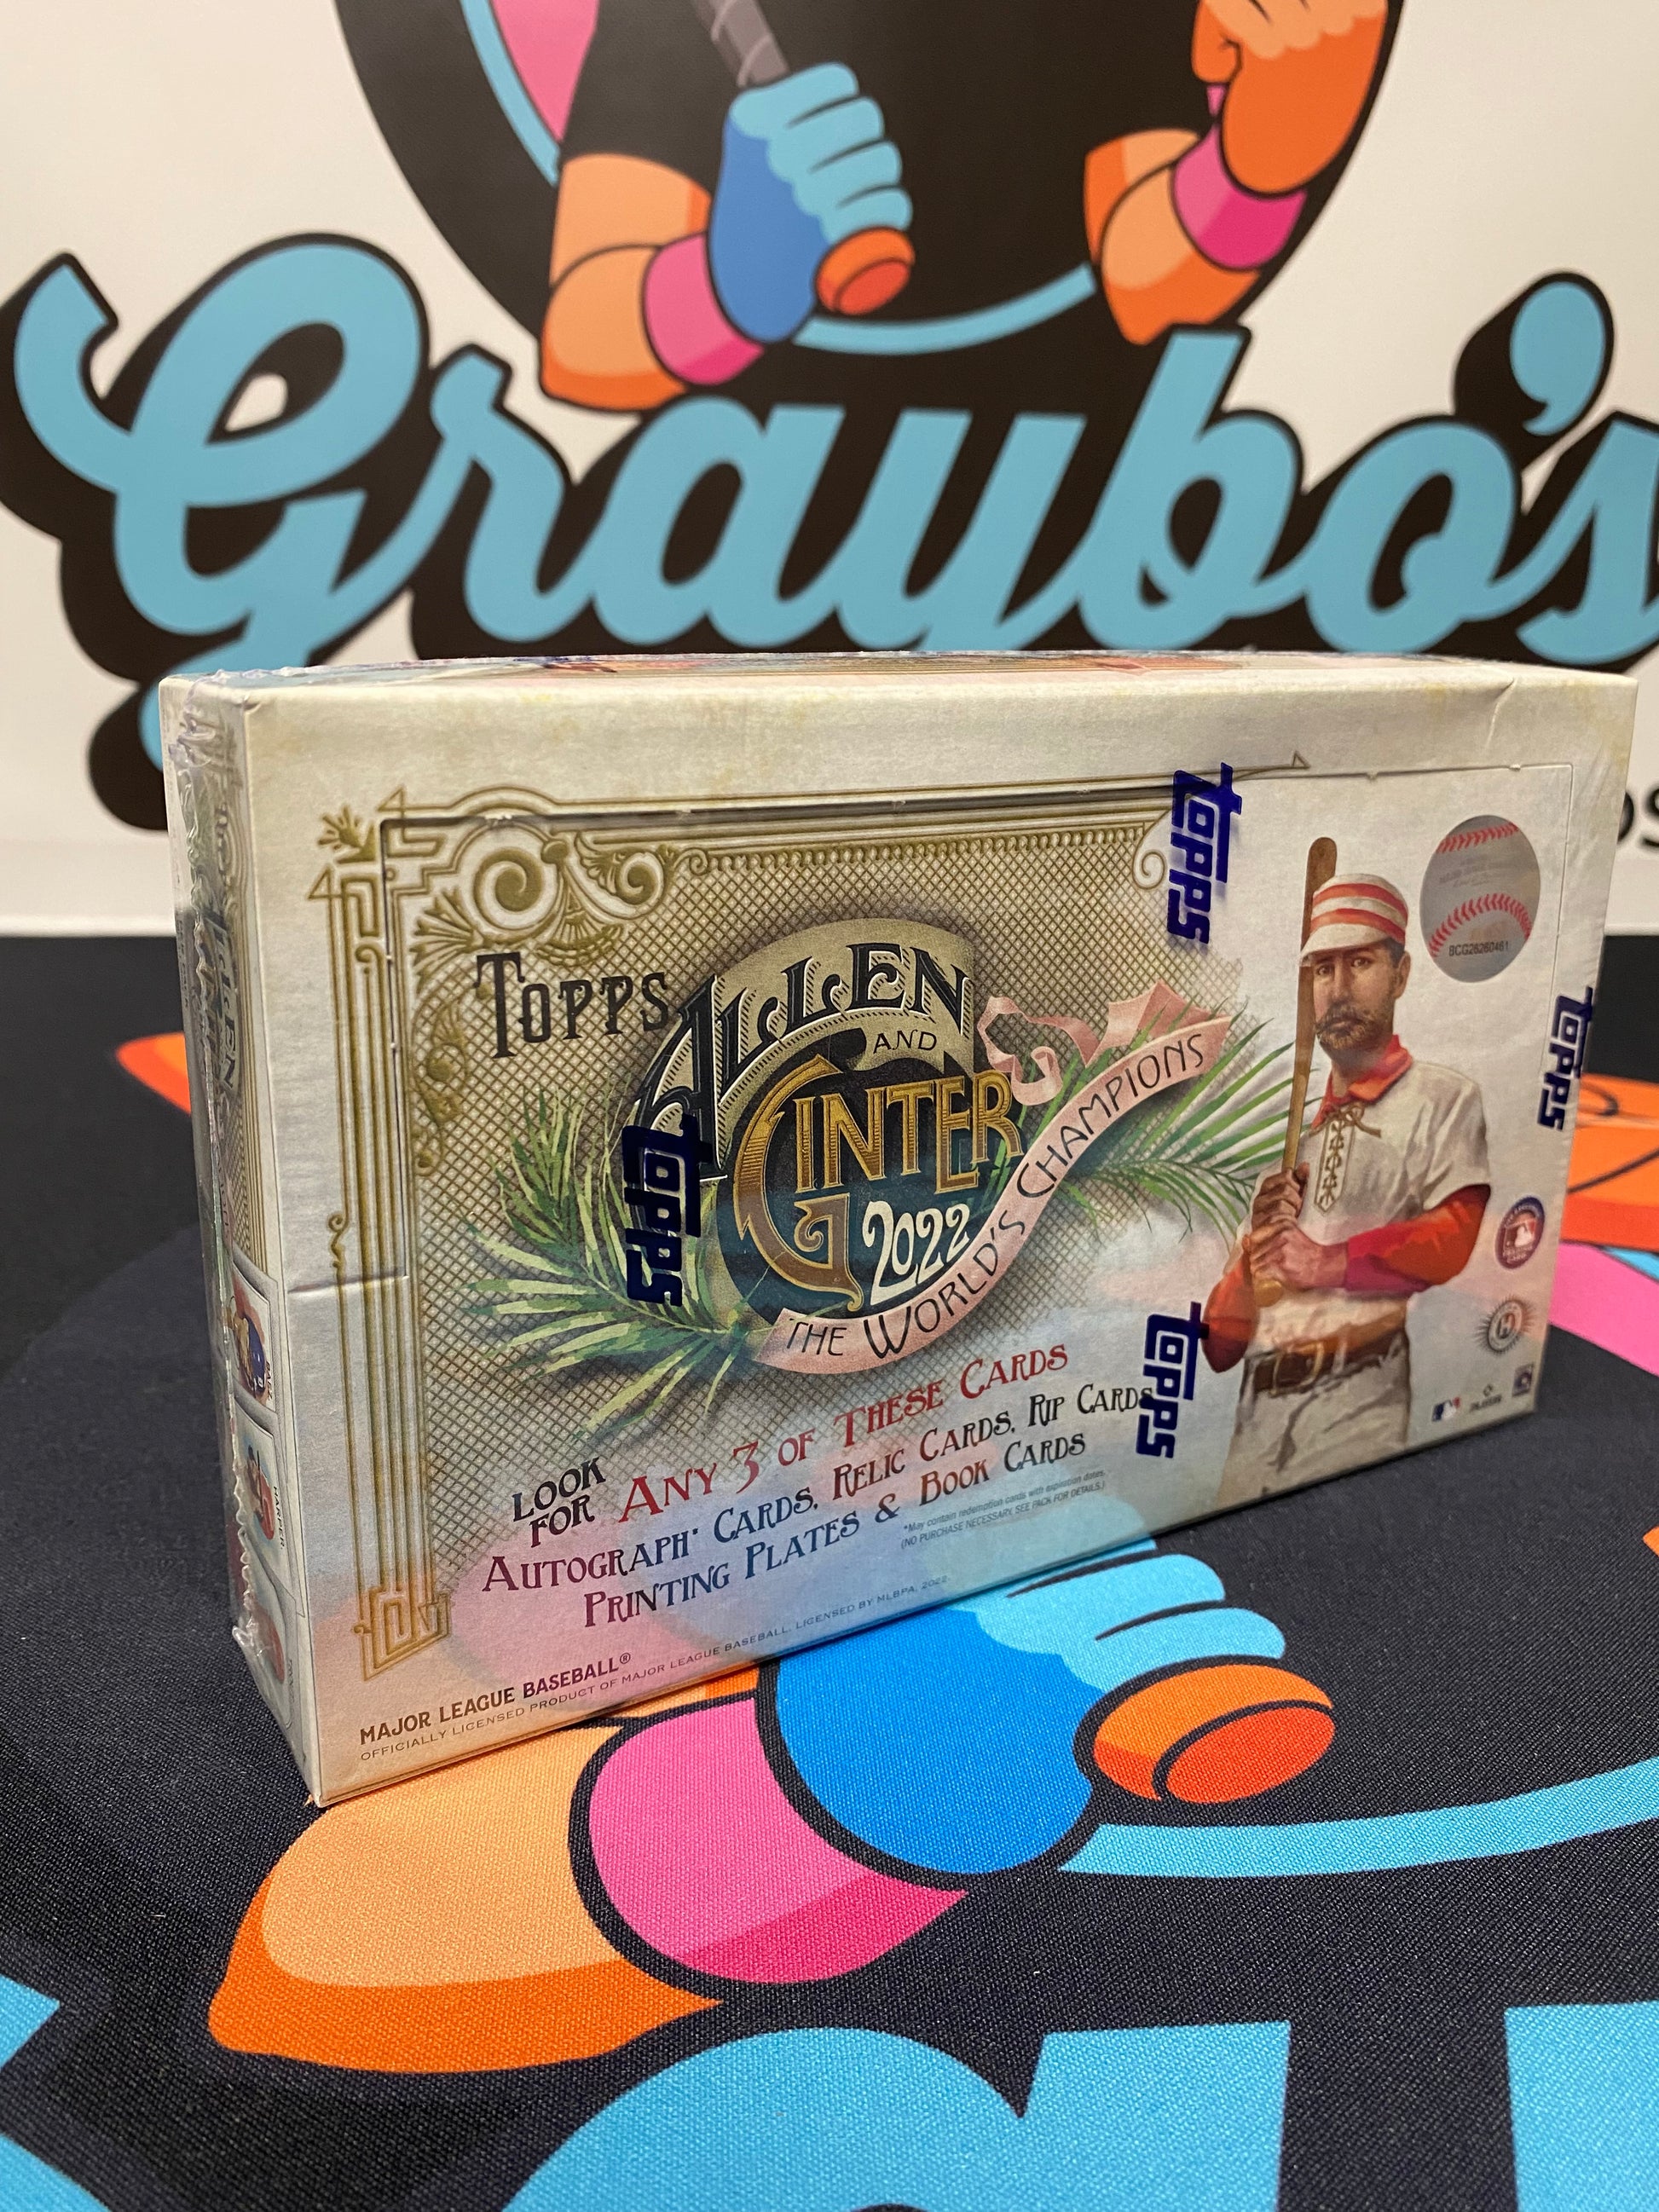 Graybo's
TOPPS
ALLEN
AND
GINTER
2022
THE WORLD'S CHAMPIONS
topps
topps
topps
topps
BCG26260461
LOOK
FOR ANY 3 OF THESE CARDS
AUTOGRAPH* CARDS, RELIC CARDS, RIP CARDS
PRINTING PLATES & BOOK CARDS
*May contain redemption cards with expiration dates.
(NO PURCHASE NECESSARY. SEE PACK FOR DETAILS.)
MAJOR LEAGUE BASEBALL®
OFFICIALLY LICENSED PRODUCT OF MAJOR LEAGUE BASEBALL. LICENSED BY MLBPA, 2022.
H
HARPER